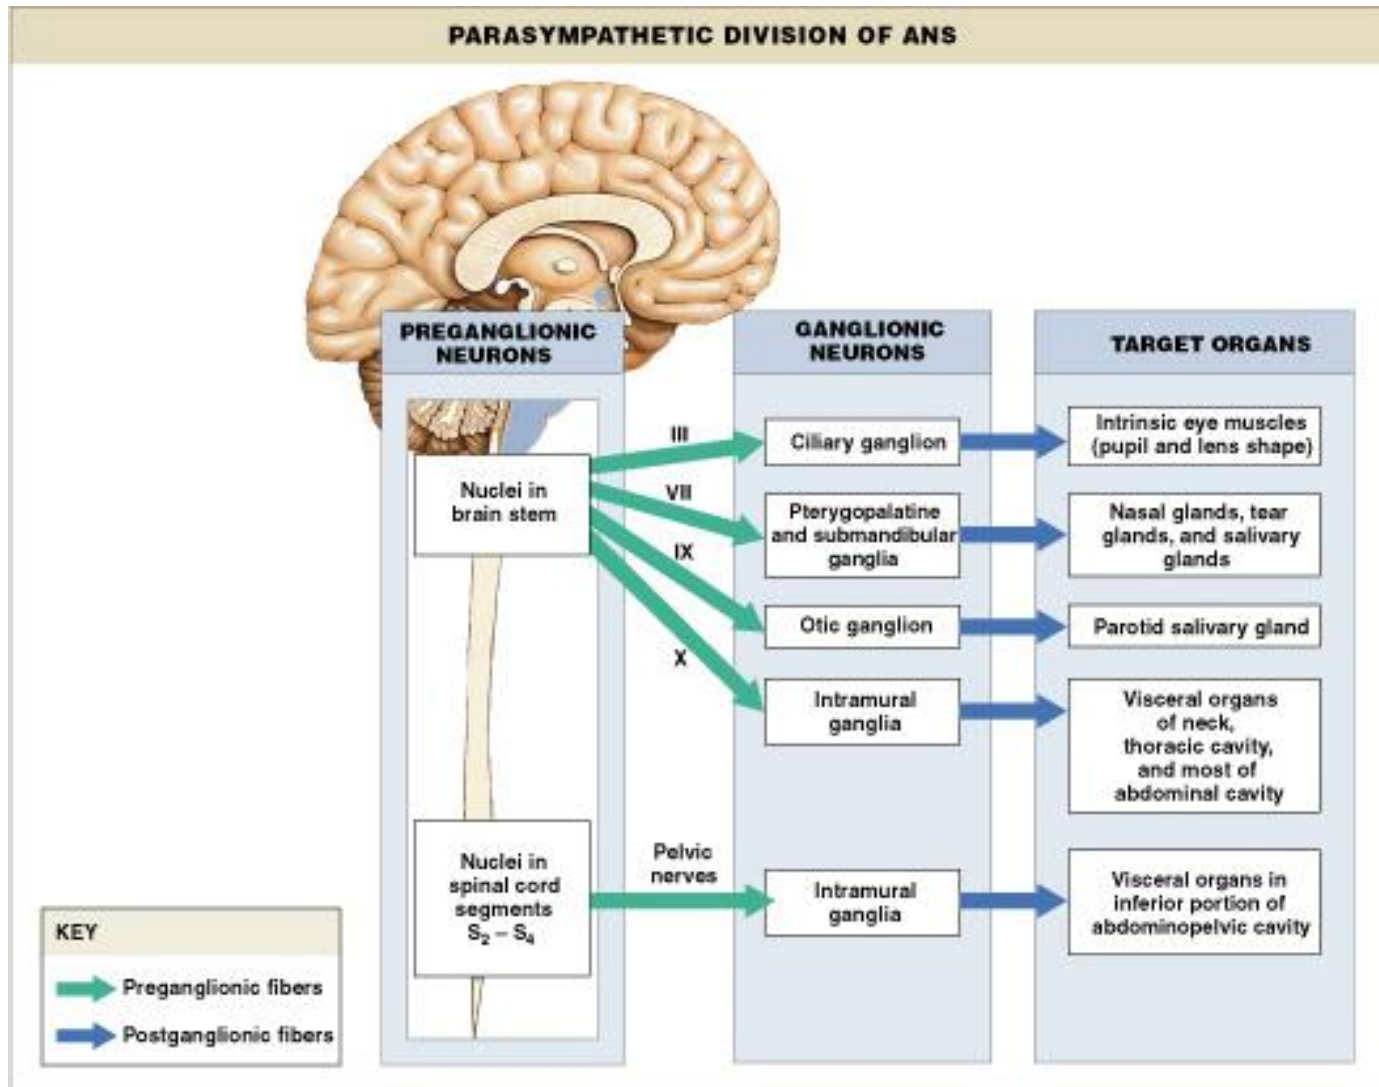 PARASYMPATHETIC DIVISION OF ANS
PREGANGLIONIC
NEURONS
GANGLIONIC
NEURONS
TARGET ORGANS
Nuclei in
brain stem
III
VII
IX
X
Ciliary ganglion
Intrinsic eye muscles
(pupil and lens shape)
Pterygopalatine
and submandibular
ganglia
Nasal glands, tear
glands, and salivary
glands
Otic ganglion
Parotid salivary gland
Intramural
ganglia
Visceral organs
of neck,
thoracic cavity,
and most of
abdominal cavity
Nuclei in
spinal cord
segments
S₂ – S₄
Pelvic
nerves
Intramural
ganglia
Visceral organs in
inferior portion of
abdominopelvic cavity
KEY
Preganglionic fibers
Postganglionic fibers